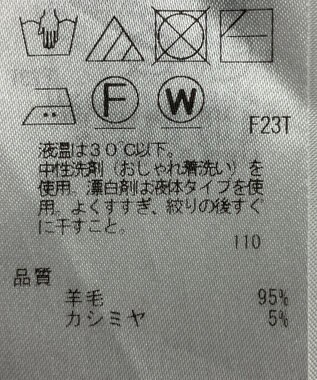 F W
F23T
液温は30℃以下。
中性洗剤(おしゃれ着洗い)を
使用。漂白剤は液体タイプを使
用。よくすすぎ、絞りの後すぐ
に干すこと。
110
品質
羊毛 95%
カシミヤ 5%